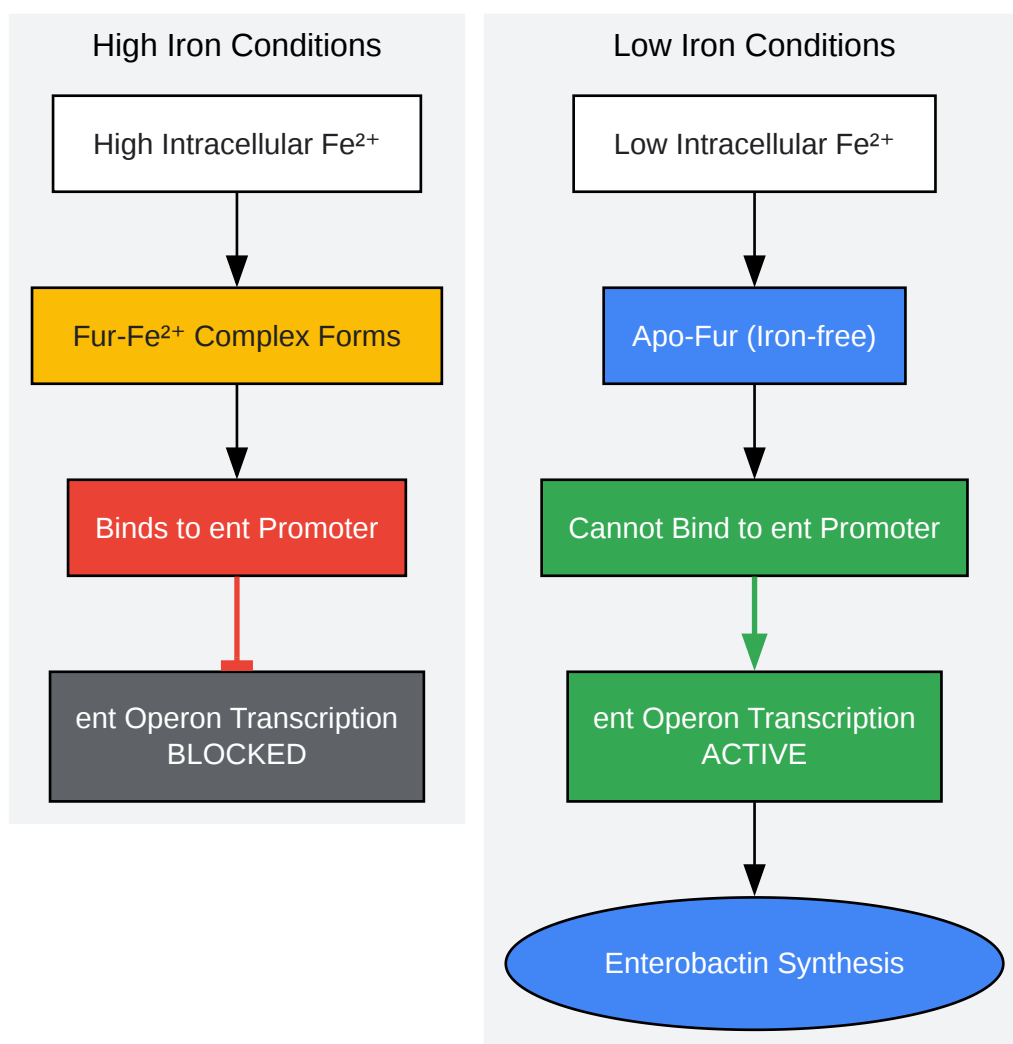 High Iron Conditions
High Intracellular Fe²⁺
Fur-Fe²⁺ Complex Forms
Binds to ent Promoter
ent Operon Transcription
BLOCKED
Low Iron Conditions
Low Intracellular Fe²⁺
Apo-Fur (Iron-free)
Cannot Bind to ent Promoter
ent Operon Transcription
ACTIVE
Enterobactin Synthesis